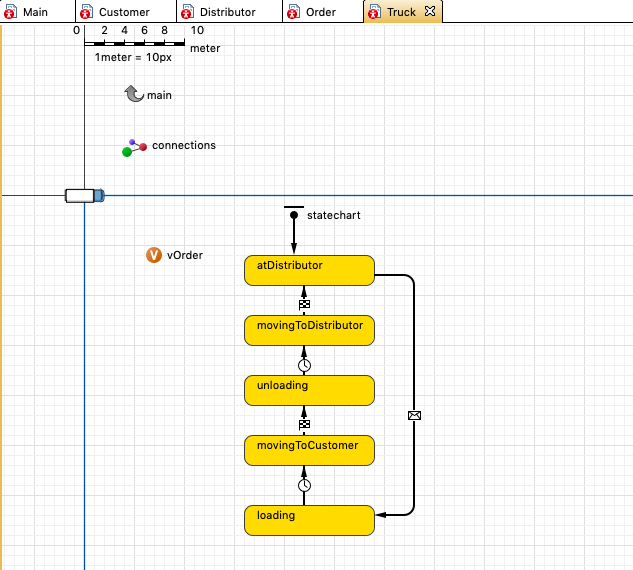 Main Customer Distributor Order Truck
0 2 4 6 8 10
meter
1meter = 10px
main
connections
statechart
V vOrder
atDistributor
movingToDistributor
unloading
movingToCustomer
loading